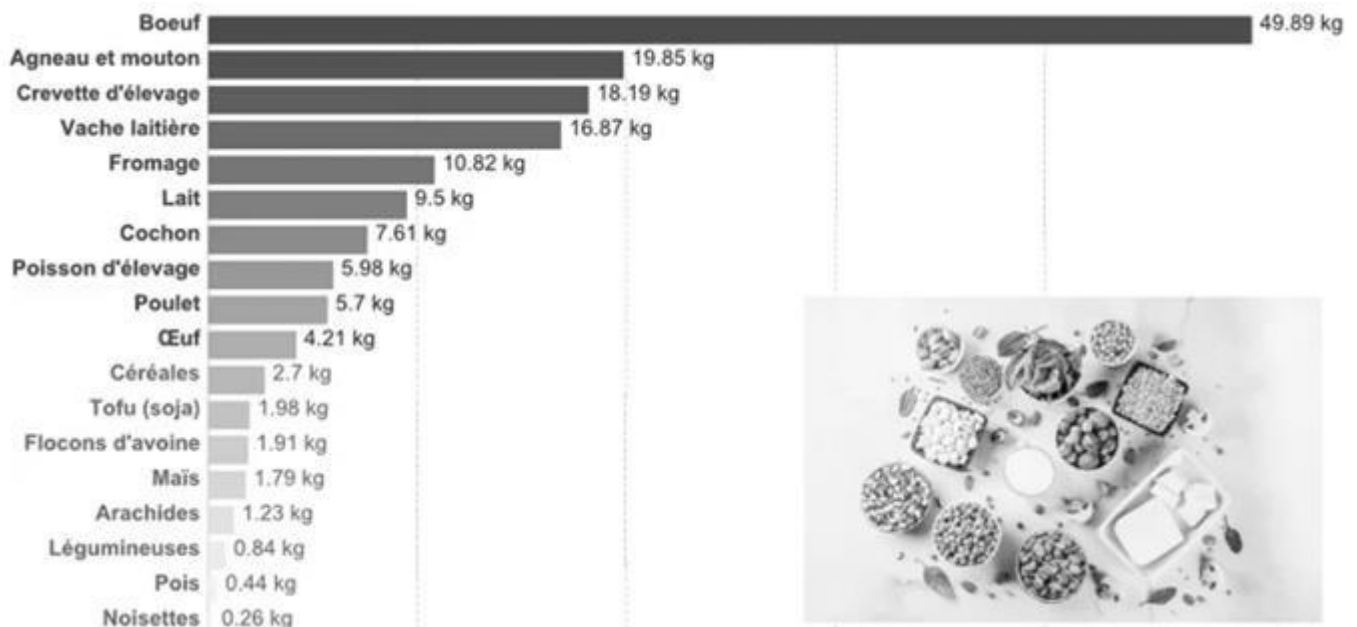 Boeuf 49.89 kg
Agneau et mouton 19.85 kg
Crevette d'élevage 18.19 kg
Vache laitière 16.87 kg
Fromage 10.82 kg
Lait 9.5 kg
Cochon 7.61 kg
Poisson d'élevage 5.98 kg
Poulet 5.7 kg
Œuf 4.21 kg
Céréales 2.7 kg
Tofu (soja) 1.98 kg
Flocons d'avoine 1.91 kg
Maïs 1.79 kg
Arachides 1.23 kg
Légumineuses 0.84 kg
Pois 0.44 kg
Noisettes 0.26 kg